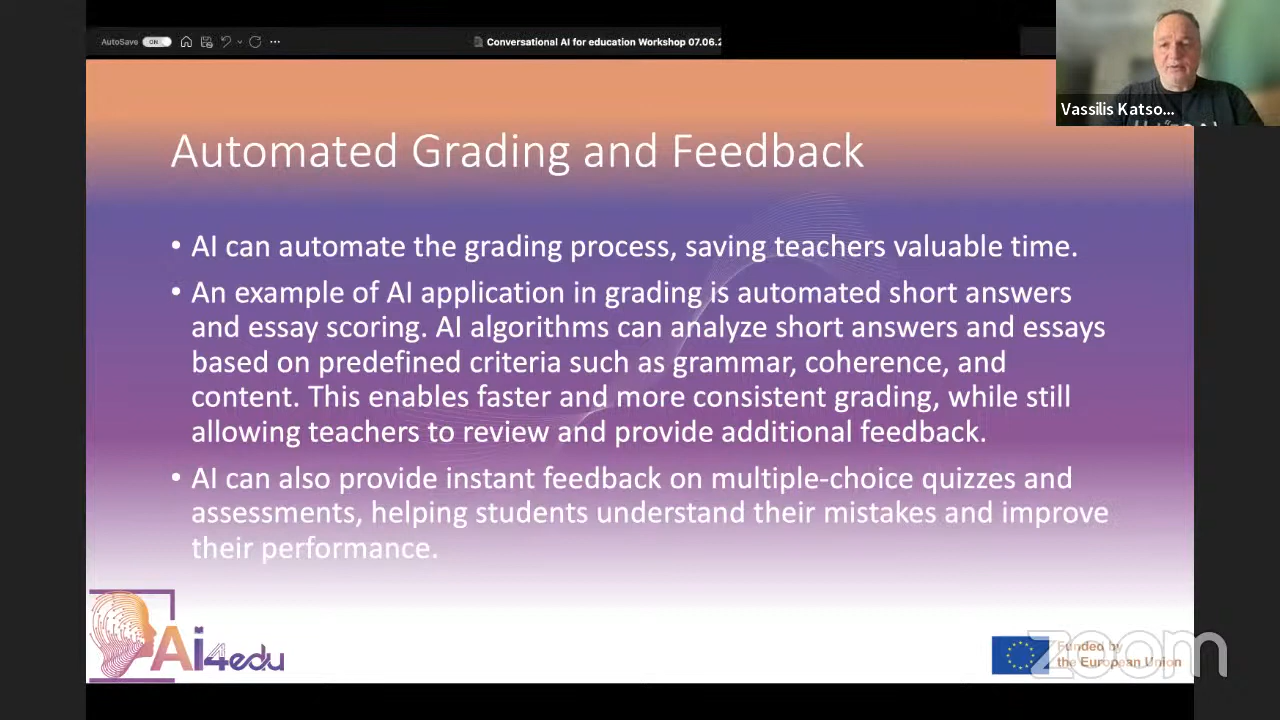 AutoSave ON
Conversational AI for education Workshop 07.06.2
Vassilis Katso...
Automated Grading and Feedback
• AI can automate the grading process, saving teachers valuable time.
• An example of AI application in grading is automated short answers
and essay scoring. AI algorithms can analyze short answers and essays
based on predefined criteria such as grammar, coherence, and
content. This enables faster and more consistent grading, while still
allowing teachers to review and provide additional feedback.
• AI can also provide instant feedback on multiple-choice quizzes and
assessments, helping students understand their mistakes and improve
their performance.
Ai4edu
Funded by
the European Union
zoom